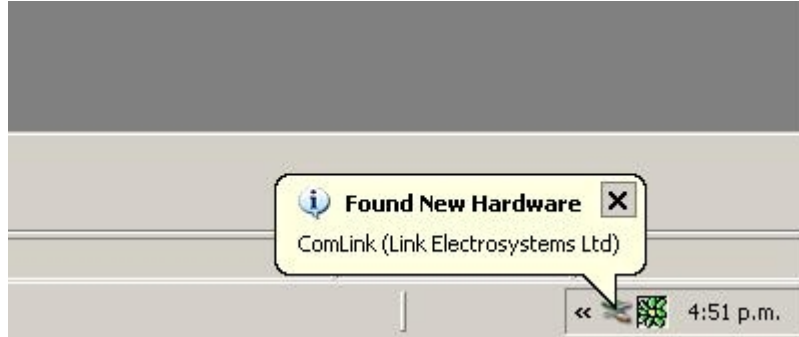 Found New Hardware
ComLink (Link Electrosystems Ltd)
« 4:51 p.m.